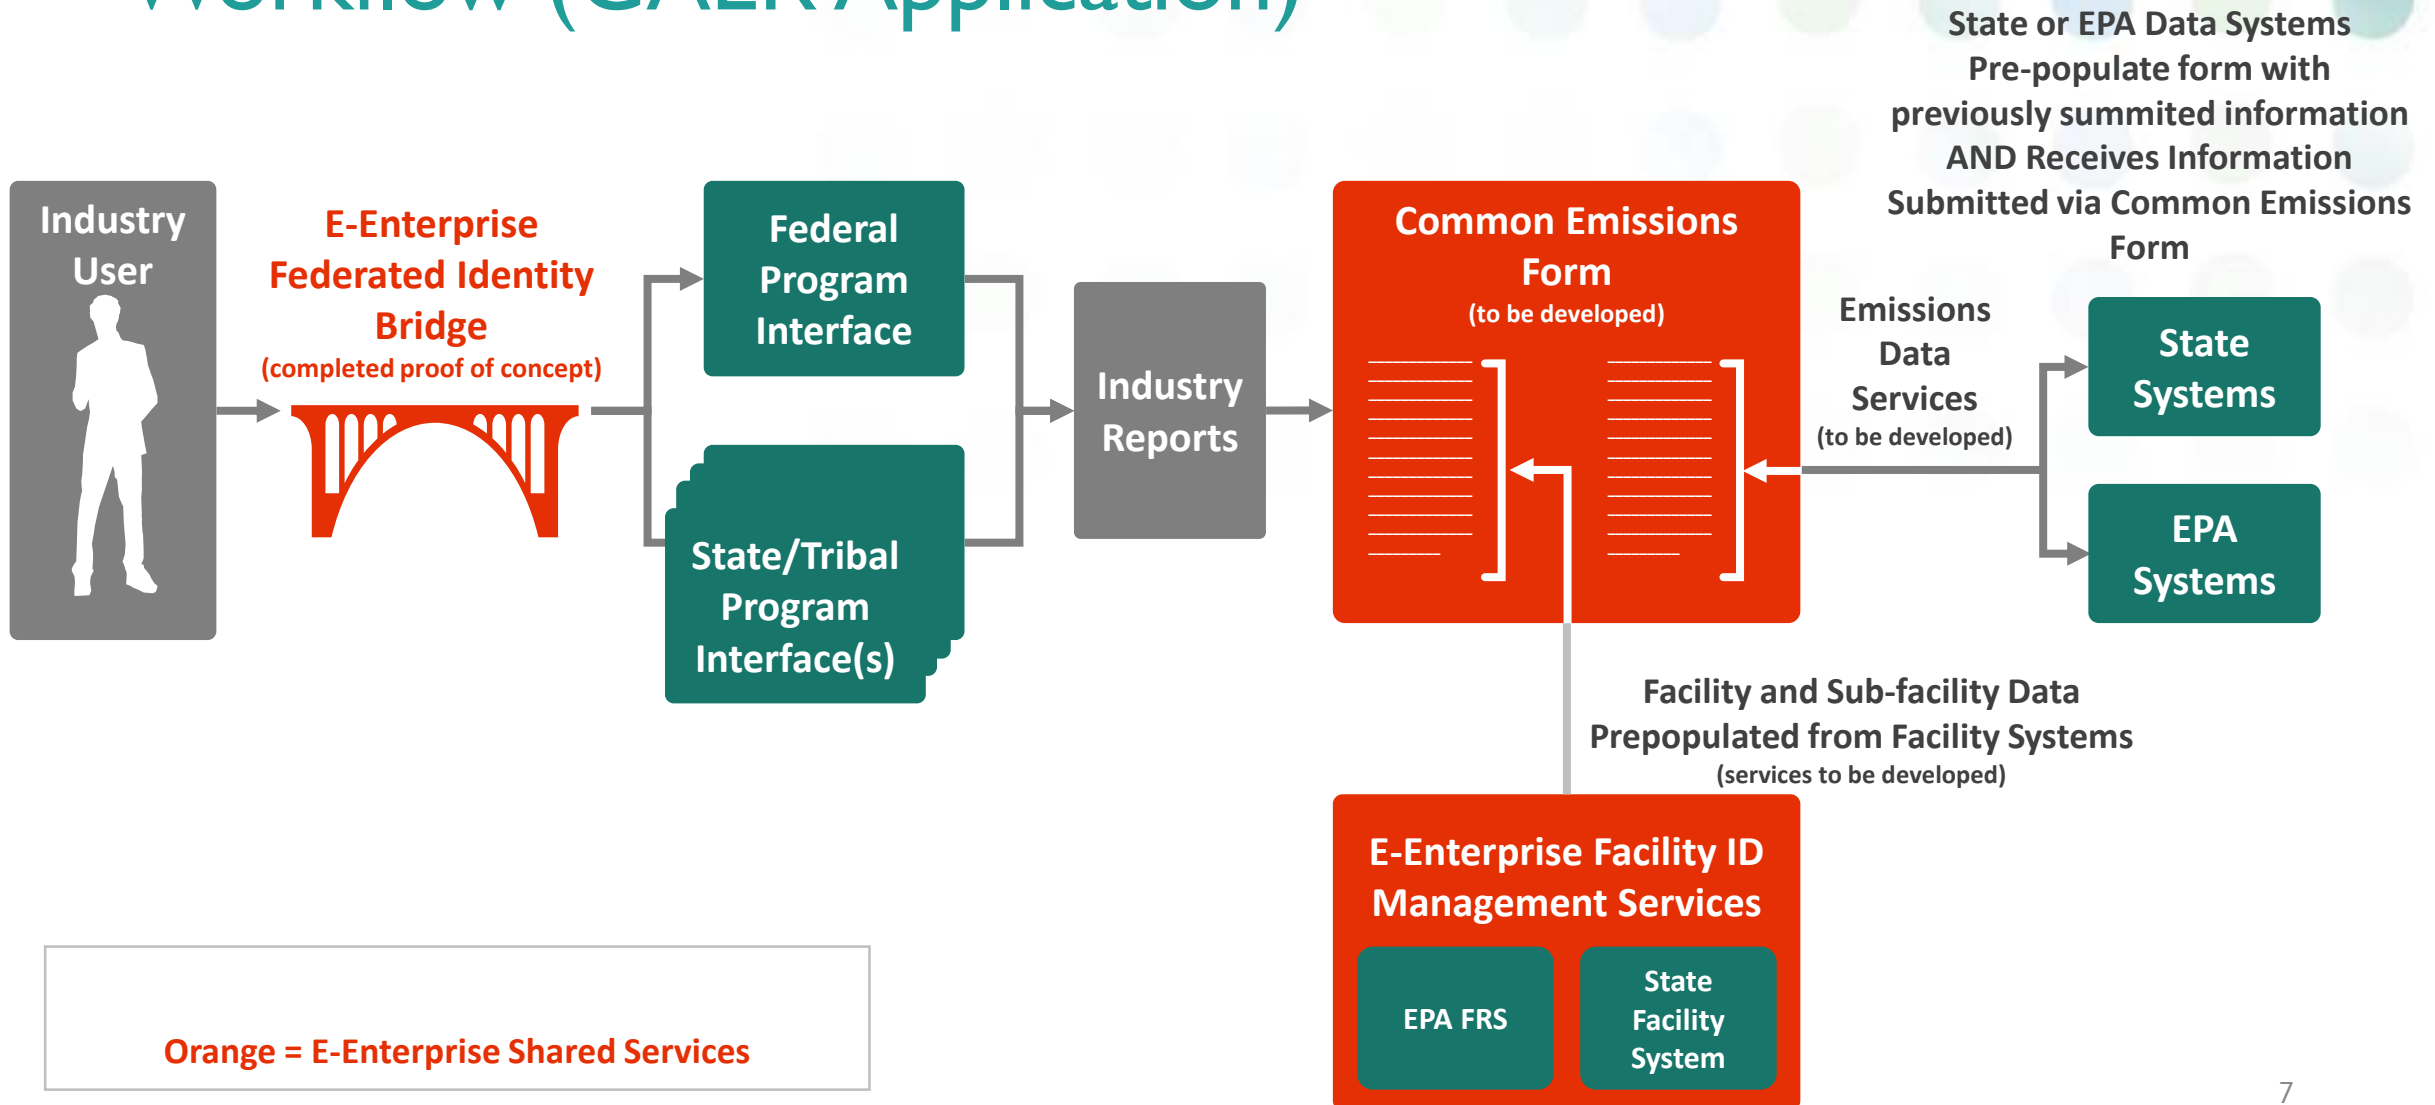 Workflow (CAER Application)
State or EPA Data Systems
Pre-populate form with
previously summited information
AND Receives Information
Submitted via Common Emissions
Form
Industry
User
E-Enterprise
Federated Identity
Bridge
(completed proof of concept)
Federal
Program
Interface
State/Tribal
Program
Interface(s)
Industry
Reports
Common Emissions
Form
(to be developed)
Emissions
Data
Services
(to be developed)
State
Systems
EPA
Systems
Facility and Sub-facility Data
Prepopulated from Facility Systems
(services to be developed)
E-Enterprise Facility ID
Management Services
EPA FRS
State
Facility
System
Orange = E-Enterprise Shared Services
7